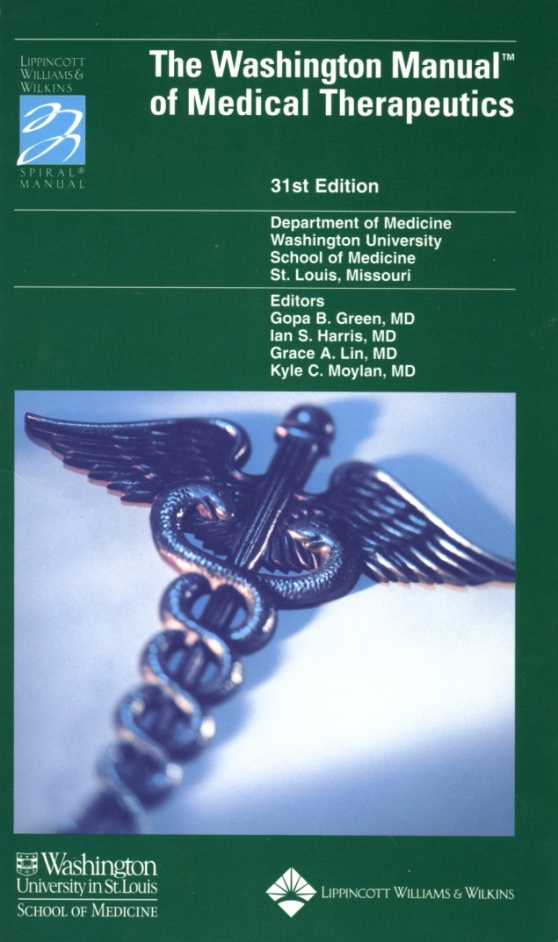 LIPPINCOTT
WILLIAMS &
WILKINS
SPIRAL®
MANUAL
The Washington Manual™
of Medical Therapeutics
31st Edition
Department of Medicine
Washington University
School of Medicine
St. Louis, Missouri
Editors
Gopa B. Green, MD
Ian S. Harris, MD
Grace A. Lin, MD
Kyle C. Moylan, MD
Washington
University in St. Louis
SCHOOL OF MEDICINE
LIPPINCOTT WILLIAMS & WILKINS